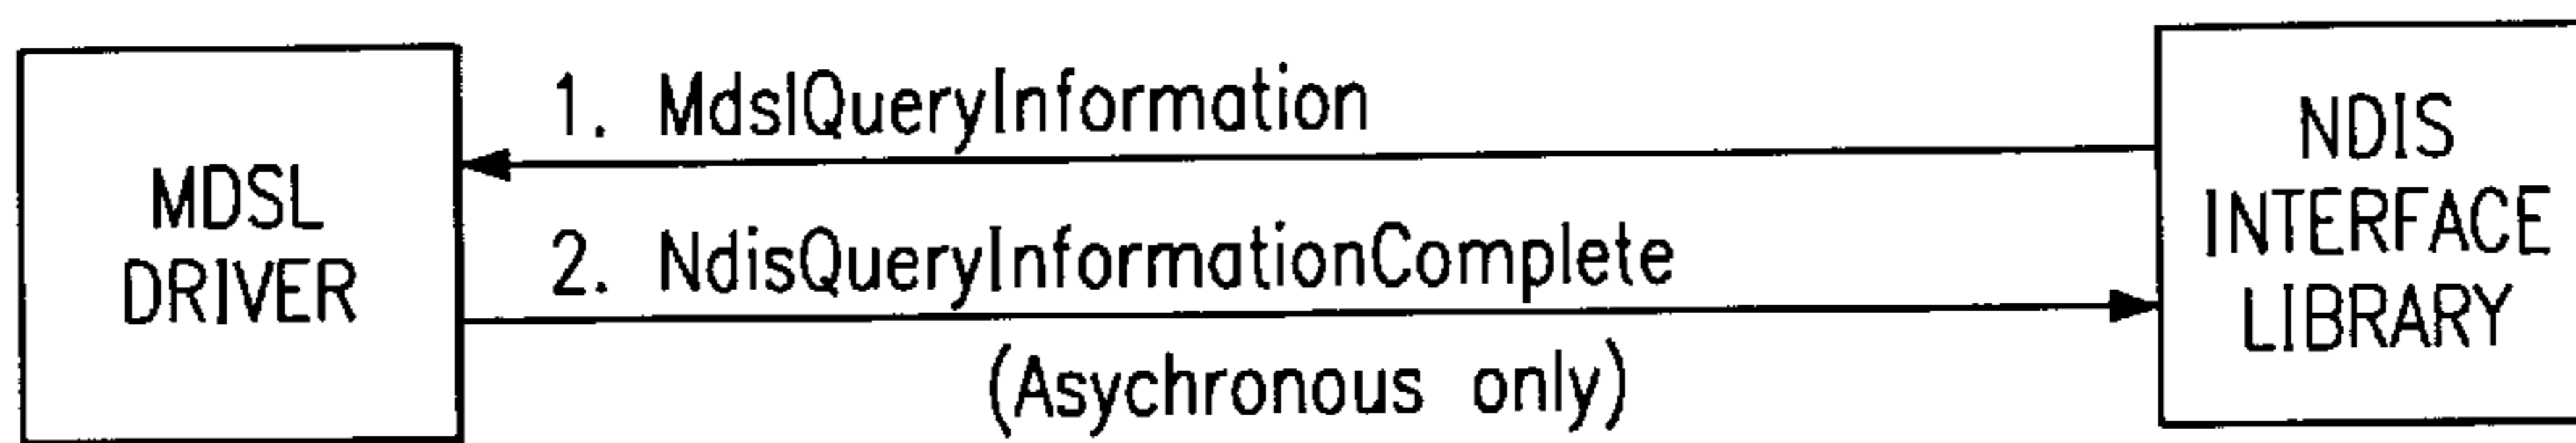 MDSL
DRIVER
1. MdslQueryInformation
2. NdisQueryInformationComplete
(Asychronous only)
NDIS
INTERFACE
LIBRARY